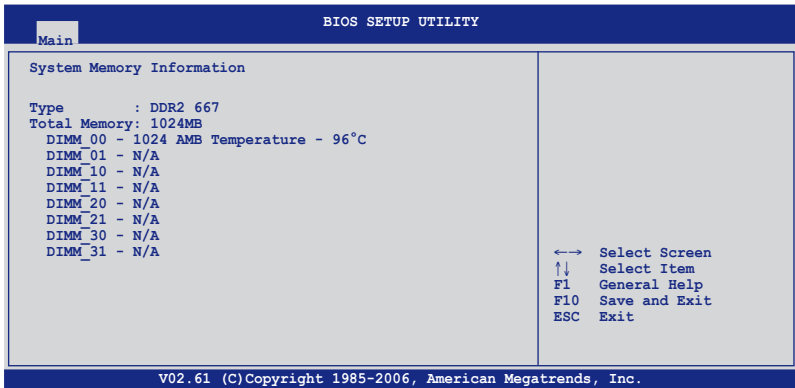 BIOS SETUP UTILITY
Main
System Memory Information
Type : DDR2 667
Total Memory: 1024MB
DIMM_00 - 1024 AMB Temperature - 96°C
DIMM_01 - N/A
DIMM_10 - N/A
DIMM_11 - N/A
DIMM_20 - N/A
DIMM_21 - N/A
DIMM_30 - N/A
DIMM_31 - N/A
←→ Select Screen
↑↓ Select Item
F1 General Help
F10 Save and Exit
ESC Exit
V02.61 (C)Copyright 1985-2006, American Megatrends, Inc.